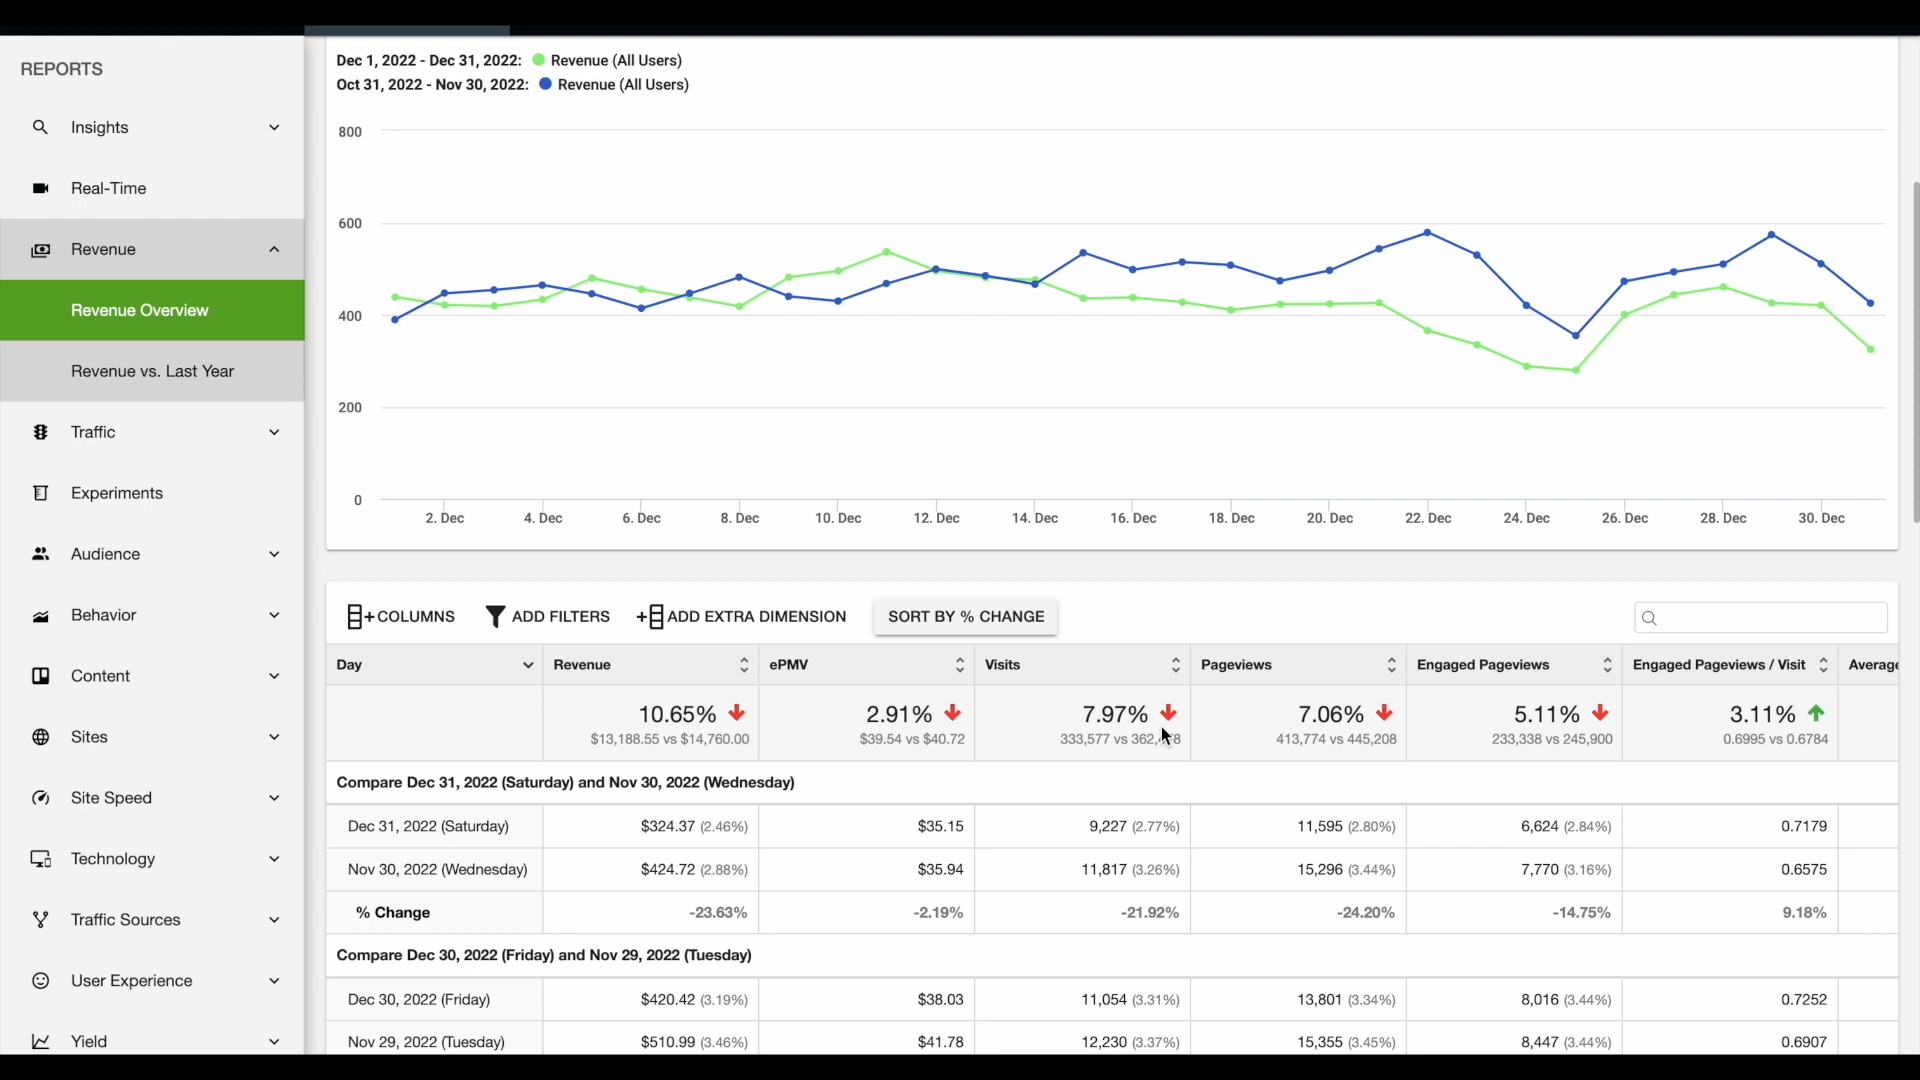 REPORTS
Insights
Real-Time
Revenue
Revenue Overview
Revenue vs. Last Year
Traffic
Experiments
Audience
Behavior
Content
Sites
Site Speed
Technology
Traffic Sources
User Experience
Yield
Dec 1, 2022 - Dec 31, 2022: Revenue (All Users)
Oct 31, 2022 - Nov 30, 2022: Revenue (All Users)
800
600
400
200
0
2. Dec 4. Dec 6. Dec 8. Dec 10. Dec 12. Dec 14. Dec 16. Dec 18. Dec 20. Dec 22. Dec 24. Dec 26. Dec 28. Dec 30. Dec
+COLUMNS ADD FILTERS + ADD EXTRA DIMENSION SORT BY % CHANGE
Day Revenue ePMV Visits Pageviews Engaged Pageviews Engaged Pageviews / Visit Average
10.65% 2.91% 7.97% 7.06% 5.11% 3.11%
$13,188.55 vs $14,760.00 $39.54 vs $40.72 333,577 vs 413,774 vs 445,208 233,338 vs 245,900 0.6995 vs 0.6784
Compare Dec 31, 2022 (Saturday) and Nov 30, 2022 (Wednesday)
Dec 31, 2022 (Saturday) $324.37 (2.46%) $35.15 9,227 (2.77%) 11,595 (2.80%) 6,624 (2.84%) 0.7179
Nov 30, 2022 (Wednesday) $424.72 (2.88%) $35.94 11,817 (3.26%) 15,296 (3.44%) 7,770 (3.16%) 0.6575
% Change -23.63% -2.19% -21.92% -24.20% -14.75% 9.18%
Compare Dec 30, 2022 (Friday) and Nov 29, 2022 (Tuesday)
Dec 30, 2022 (Friday) $420.42 (3.19%) $38.03 11,054 (3.31%) 13,801 (3.34%) 8,016 (3.44%) 0.7252
Nov 29, 2022 (Tuesday) $510.99 (3.46%) $41.78 12,230 (3.37%) 15,355 (3.45%) 8,447 (3.44%) 0.6907